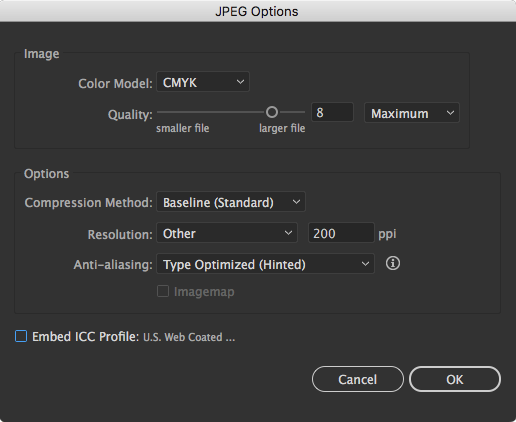 JPEG Options
Image
Color Model: CMYK
Quality: 8 Maximum
smaller file larger file
Options
Compression Method: Baseline (Standard)
Resolution: Other 200 ppi
Anti-aliasing: Type Optimized (Hinted)
Imagemap
Embed ICC Profile: U.S. Web Coated ...
Cancel OK